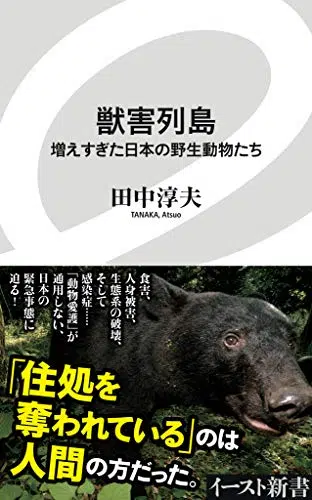 獣害列島
増えすぎた日本の野生動物たち
田中淳夫
TANAKA, Atsuo
食害、
人身被害、
生態系の破壊、
そして
感染症……
「動物愛護」が
通用しない、
日本の
緊急事態に
迫る!
「住処を
奪われている」のは
人間の方だった。
イースト新書